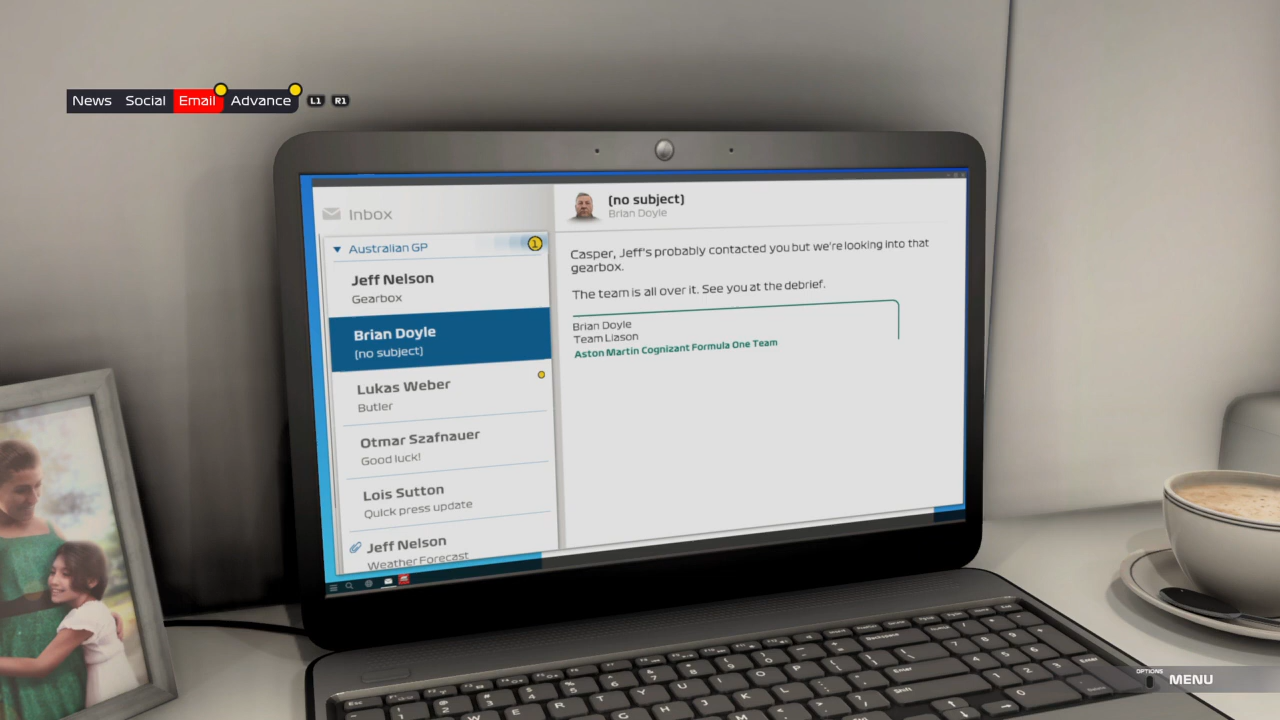 News Social Email Advance L1 R1
Inbox
Australian GP 1
Jeff Nelson
Gearbox
Brian Doyle
(no subject)
Lukas Weber
Butler
Otmar Szafnauer
Good luck!
Lois Sutton
Quick press update
Jeff Nelson
Weather Forecast
(no subject)
Brian Doyle
Casper, Jeff's probably contacted you but we're looking into that
gearbox.
The team is all over it. See you at the debrief.
Brian Doyle
Team Liason
Aston Martin Cognizant Formula One Team
OPTIONS
MENU